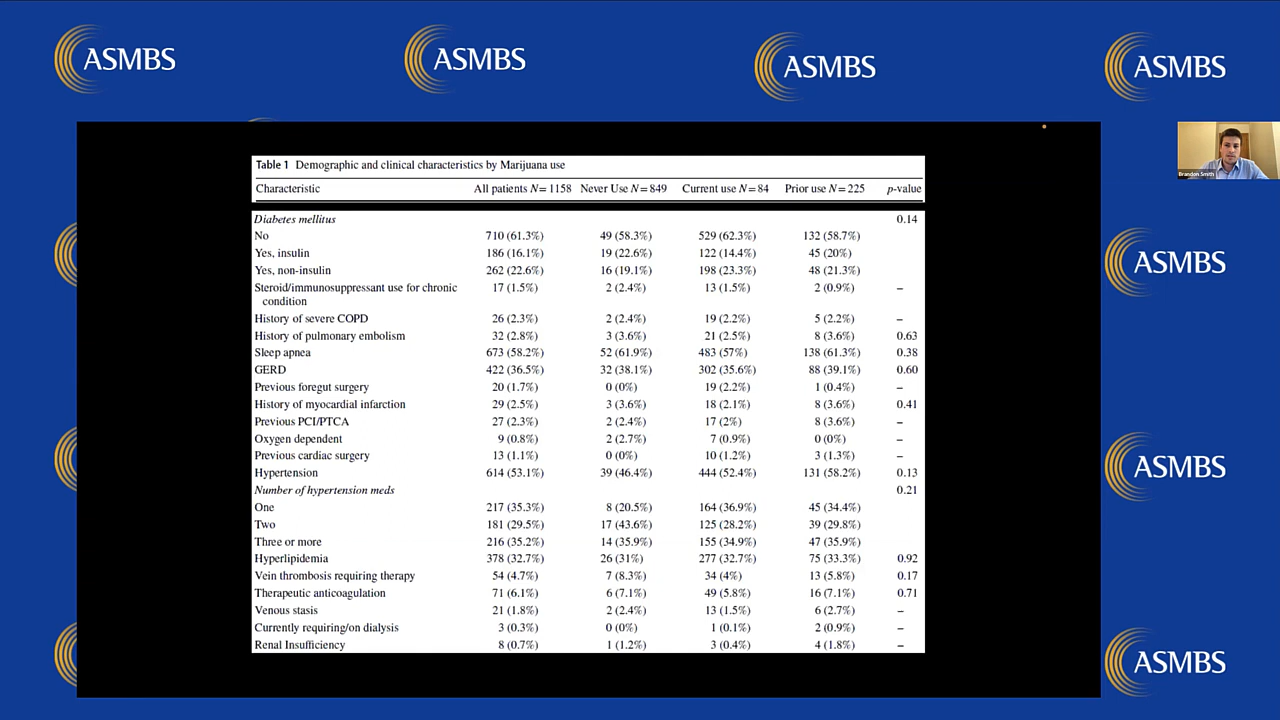 ASMBS ASMBS ASMBS ASMBS
Brandon Smith
Table 1 Demographic and clinical characteristics by Marijuana use
Characteristic All patients N = 1158 Never Use N = 849 Current use N = 84 Prior use N = 225 p-value
Diabetes mellitus 0.14
No 710 (61.3%) 49 (58.3%) 529 (62.3%) 132 (58.7%)
Yes, insulin 186 (16.1%) 19 (22.6%) 122 (14.4%) 45 (20%)
Yes, non-insulin 262 (22.6%) 16 (19.1%) 198 (23.3%) 48 (21.3%)
Steroid/immunosuppressant use for chronic 17 (1.5%) 2 (2.4%) 13 (1.5%) 2 (0.9%) –
condition
History of severe COPD 26 (2.3%) 2 (2.4%) 19 (2.2%) 5 (2.2%) –
History of pulmonary embolism 32 (2.8%) 3 (3.6%) 21 (2.5%) 8 (3.6%) 0.63
Sleep apnea 673 (58.2%) 52 (61.9%) 483 (57%) 138 (61.3%) 0.38
GERD 422 (36.5%) 32 (38.1%) 302 (35.6%) 88 (39.1%) 0.60
Previous foregut surgery 20 (1.7%) 0 (0%) 19 (2.2%) 1 (0.4%) –
History of myocardial infarction 29 (2.5%) 3 (3.6%) 18 (2.1%) 8 (3.6%) 0.41
Previous PCI/PTCA 27 (2.3%) 2 (2.4%) 17 (2%) 8 (3.6%) –
Oxygen dependent 9 (0.8%) 2 (2.7%) 7 (0.9%) 0 (0%) –
Previous cardiac surgery 13 (1.1%) 0 (0%) 10 (1.2%) 3 (1.3%) –
Hypertension 614 (53.1%) 39 (46.4%) 444 (52.4%) 131 (58.2%) 0.13
Number of hypertension meds 0.21
One 217 (35.3%) 8 (20.5%) 164 (36.9%) 45 (34.4%)
Two 181 (29.5%) 17 (43.6%) 125 (28.2%) 39 (29.8%)
Three or more 216 (35.2%) 14 (35.9%) 155 (34.9%) 47 (35.9%)
Hyperlipidemia 378 (32.7%) 26 (31%) 277 (32.7%) 75 (33.3%) 0.92
Vein thrombosis requiring therapy 54 (4.7%) 7 (8.3%) 34 (4%) 13 (5.8%) 0.17
Therapeutic anticoagulation 71 (6.1%) 6 (7.1%) 49 (5.8%) 16 (7.1%) 0.71
Venous stasis 21 (1.8%) 2 (2.4%) 13 (1.5%) 6 (2.7%) –
Currently requiring/on dialysis 3 (0.3%) 0 (0%) 1 (0.1%) 2 (0.9%) –
Renal Insufficiency 8 (0.7%) 1 (1.2%) 3 (0.4%) 4 (1.8%) –
ASMBS
ASMBS
ASMBS